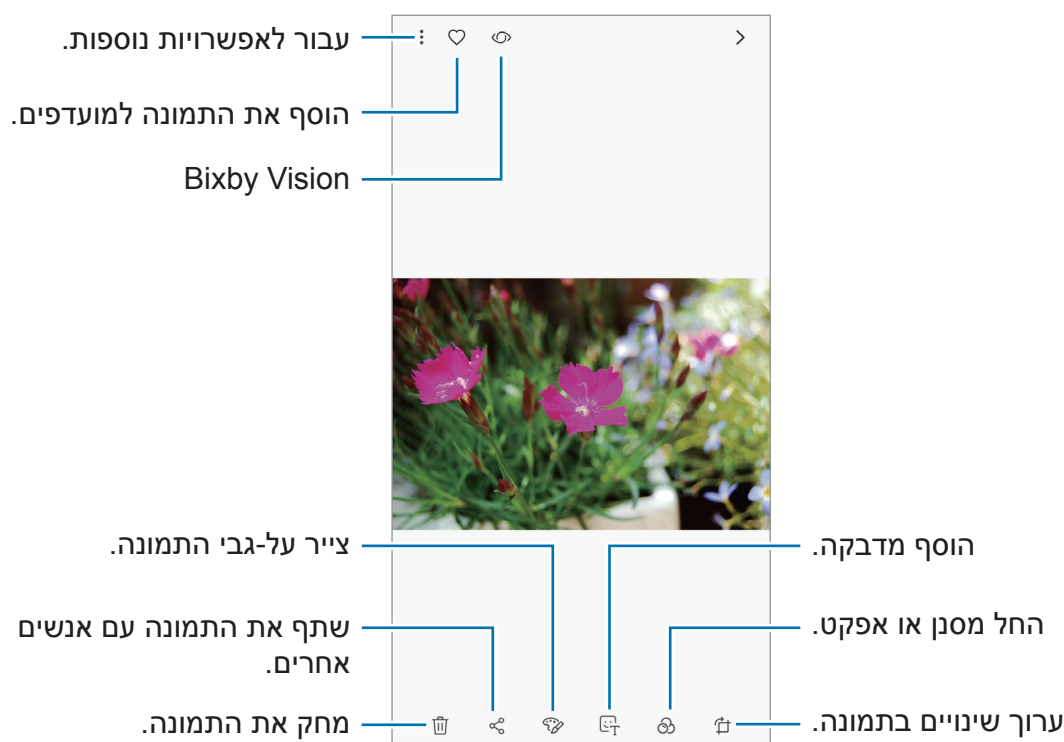 עבור לאפשרויות נוספות.
הוסף את התמונה למועדפים.
Bixby Vision
צייר על-גבי התמונה.
הוסף מדבקה.
שתף את התמונה עם אנשים
אחרים.
החל מסנן או אפקט.
מחק את התמונה.
ערוך שינויים בתמונה.